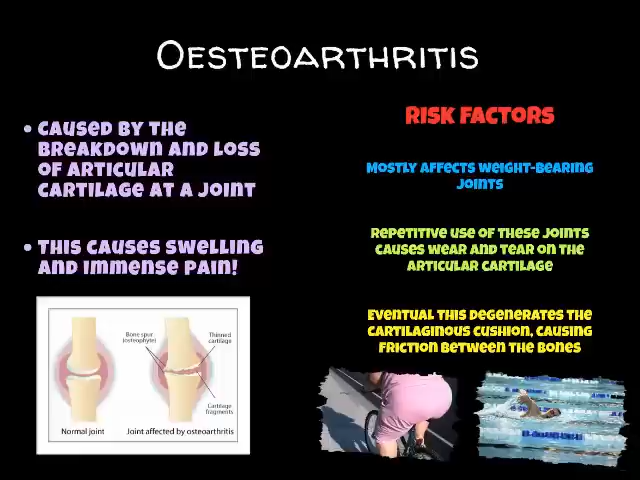 Oesteoarthritis
Caused by the
breakdown and loss
of articular
cartilage at a joint
This causes swelling
and immense pain!
Risk Factors
Mostly affects weight-bearing
joints
Repetitive use of these joints
causes wear and tear on the
articular cartilage
Eventual this degenerates the
cartilaginous cushion, causing
friction between the bones
Bone spur
(osteophyte)
Thinned
cartilage
Cartilage
fragments
Normal joint
Joint affected by osteoarthritis